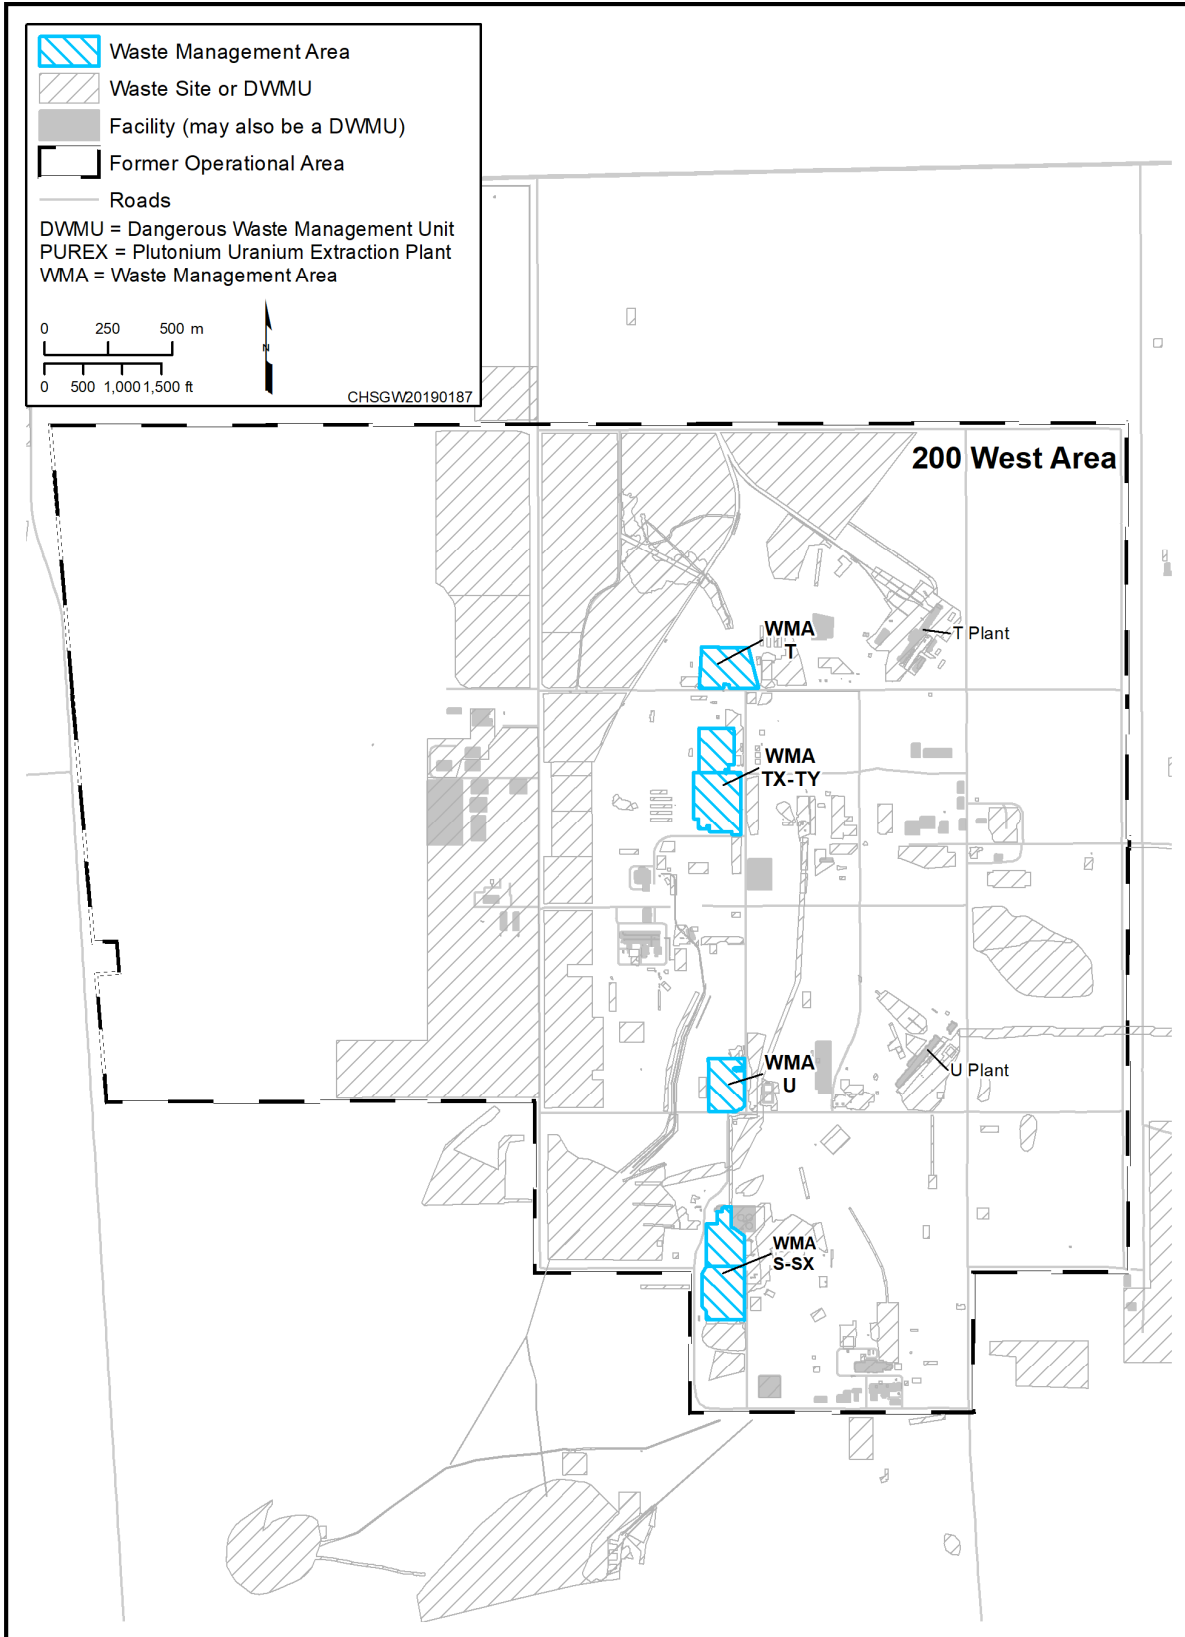 Waste Management Area
Waste Site or DWMU
Facility (may also be a DWMU)
Former Operational Area
Roads
DWMU = Dangerous Waste Management Unit
PUREX = Plutonium Uranium Extraction Plant
WMA = Waste Management Area
0 250 500 m
N
0 500 1,000 1,500 ft
CHSGW20190187
200 West Area
WMA
T
T Plant
WMA
TX-TY
WMA
U
U Plant
WMA
S-SX